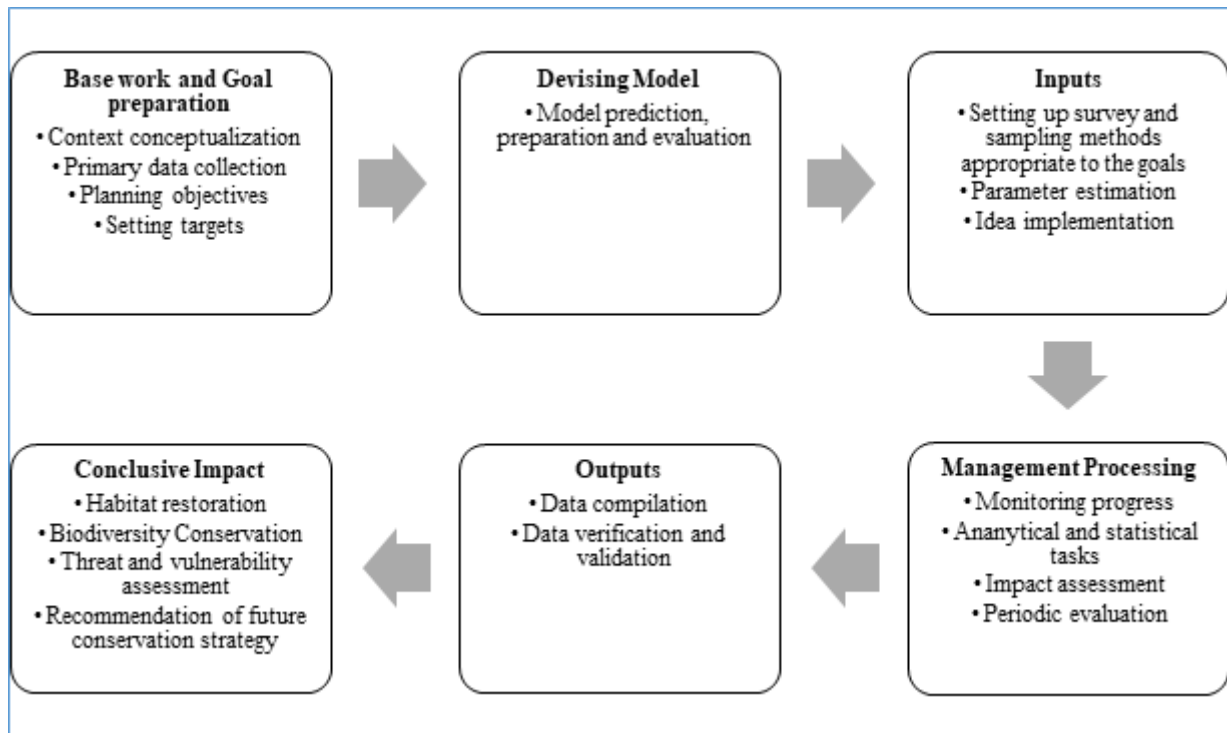 Base work and Goal
preparation
• Context conceptualization
• Primary data collection
• Planning objectives
• Setting targets
Devising Model
• Model prediction,
preparation and evaluation
Inputs
• Setting up survey and
sampling methods
appropriate to the goals
• Parameter estimation
• Idea implementation
Management Processing
• Monitoring progress
• Ananytical and statistical
tasks
• Impact assessment
• Periodic evaluation
Outputs
• Data compilation
• Data verification and
validation
Conclusive Impact
• Habitat restoration
• Biodiversity Conservation
• Threat and vulnerability
assessment
• Recommendation of future
conservation strategy